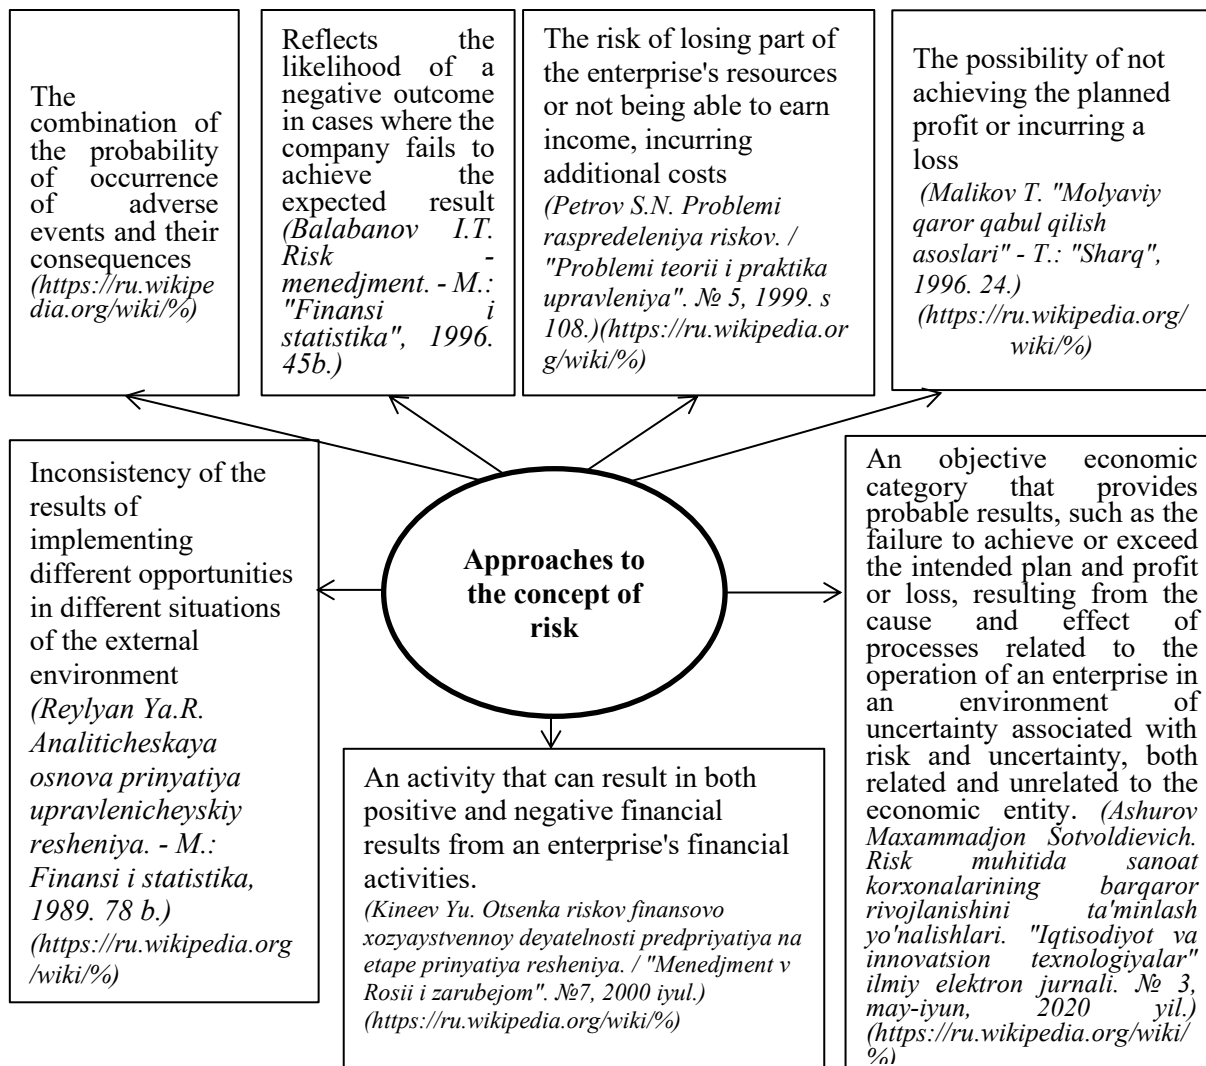 The
combination of
the probability
of occurrence
of adverse
events and their
consequences
(https://ru.wikipe
dia.org/wiki/%)
Reflects the
likelihood of a
negative outcome
in cases where the
company fails to
achieve the
expected result
(Balabanov I.T.
Risk -
menedjment. - M.:
"Finansi i
statistika", 1996.
45b.)
The risk of losing part of
the enterprise's resources
or not being able to earn
income, incurring
additional costs
(Petrov S.N. Problemi
raspredeleniya riskov. /
"Problemi teorii i praktika
upravleniya". № 5, 1999. s
108.)(https://ru.wikipedia.or
g/wiki/%)
The possibility of not
achieving the planned
profit or incurring a
loss
(Malikov T. "Molyaviy
qaror qabul qilish
asoslari" - T.: "Sharq",
1996. 24.)
(https://ru.wikipedia.org/
wiki/%)
Inconsistency of the
results of
implementing
different opportunities
in different situations
of the external
environment
(Reylyan Ya.R.
Analiticheskaya
osnova prinyatiya
upravlenicheyskiy
resheniya. - M.:
Finansi i statistika,
1989. 78 b.)
(https://ru.wikipedia.org
/wiki/%)
Approaches to
the concept of
risk
An activity that can result in both
positive and negative financial
results from an enterprise's financial
activities.
(Kineev Yu. Otsenka riskov finansovo
xozyaystvennoy deyatelnosti predpriyatiya na
etape prinyatiya resheniya. / "Menedjment v
Rosii i zarubejom". №7, 2000 iyul.)
(https://ru.wikipedia.org/wiki/%)
An objective economic
category that provides
probable results, such as the
failure to achieve or exceed
the intended plan and profit
or loss, resulting from the
cause and effect of
processes related to the
operation of an enterprise in
an environment of
uncertainty associated with
risk and uncertainty, both
related and unrelated to the
economic entity. (Ashurov
Maxammadjon Sotvoldievich.
Risk muhitida sanoat
korxonalarining barqaror
rivojlanishini ta'minlash
yo'nalishlari. "Iqtisodiyot va
innovatsion texnologiyalar"
ilmiy elektron jurnali. № 3,
may-iyun, 2020 yil.)
(https://ru.wikipedia.org/wiki/
%)